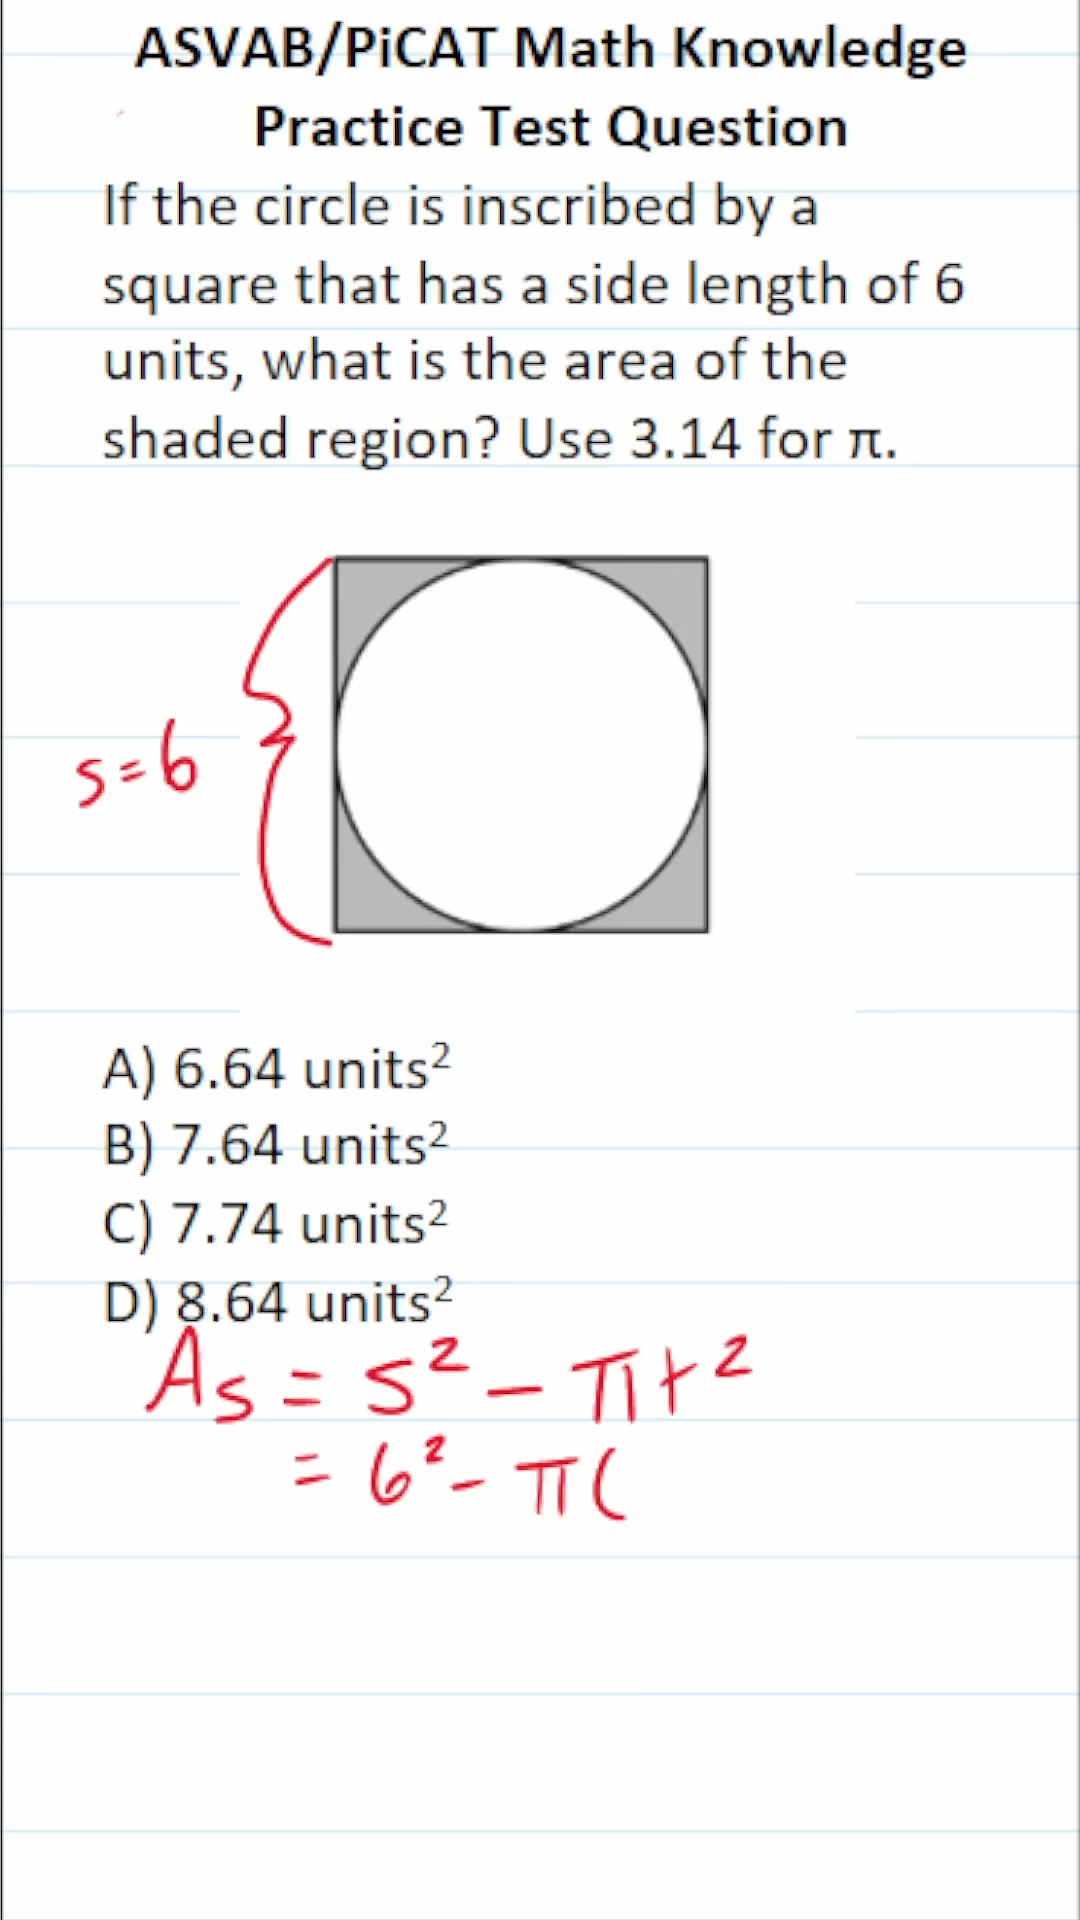 ASVAB/PiCAT Math Knowledge
Practice Test Question
If the circle is inscribed by a
square that has a side length of 6
units, what is the area of the
shaded region? Use 3.14 for π.
s=6
A) 6.64 units²
B) 7.64 units²
C) 7.74 units²
D) 8.64 units²
As = s² – πr²
= 6² – π(